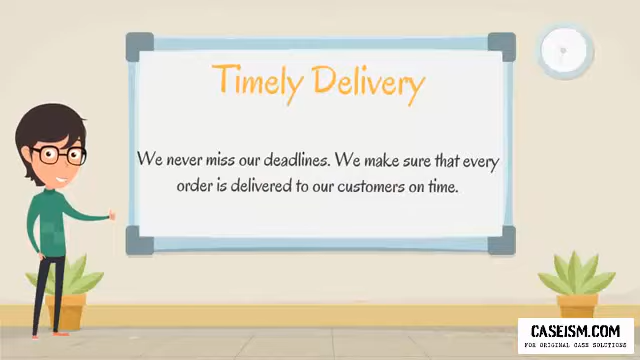 Timely Delivery
We never miss our deadlines. We make sure that every
order is delivered to our customers on time.
CASEISM.COM
FOR ORIGINAL CASE SOLUTIONS